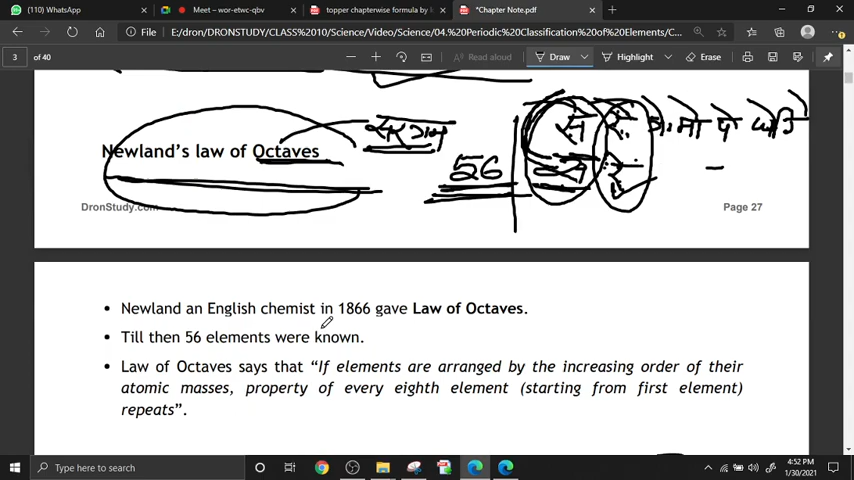 (110) WhatsApp
Meet – wor-etwc-qbv
topper chapterwise formula by k
*Chapter Note.pdf
File
E:/dron/DRONSTUDY/CLASS%2010/Science/Video/Science/04.%20Periodic%20Classification%20of%20Elements/C...
3
of 40
Read aloud
Draw
Highlight
Erase
56
सा रे ग म प ध नी
सा रे –
Newland's law of Octaves
DronStudy.com
Page 27
• Newland an English chemist in 1866 gave Law of Octaves.
• Till then 56 elements were known.
• Law of Octaves says that “If elements are arranged by the increasing order of their
atomic masses, property of every eighth element (starting from first element)
repeats”.
Type here to search
4:52 PM
1/30/2021